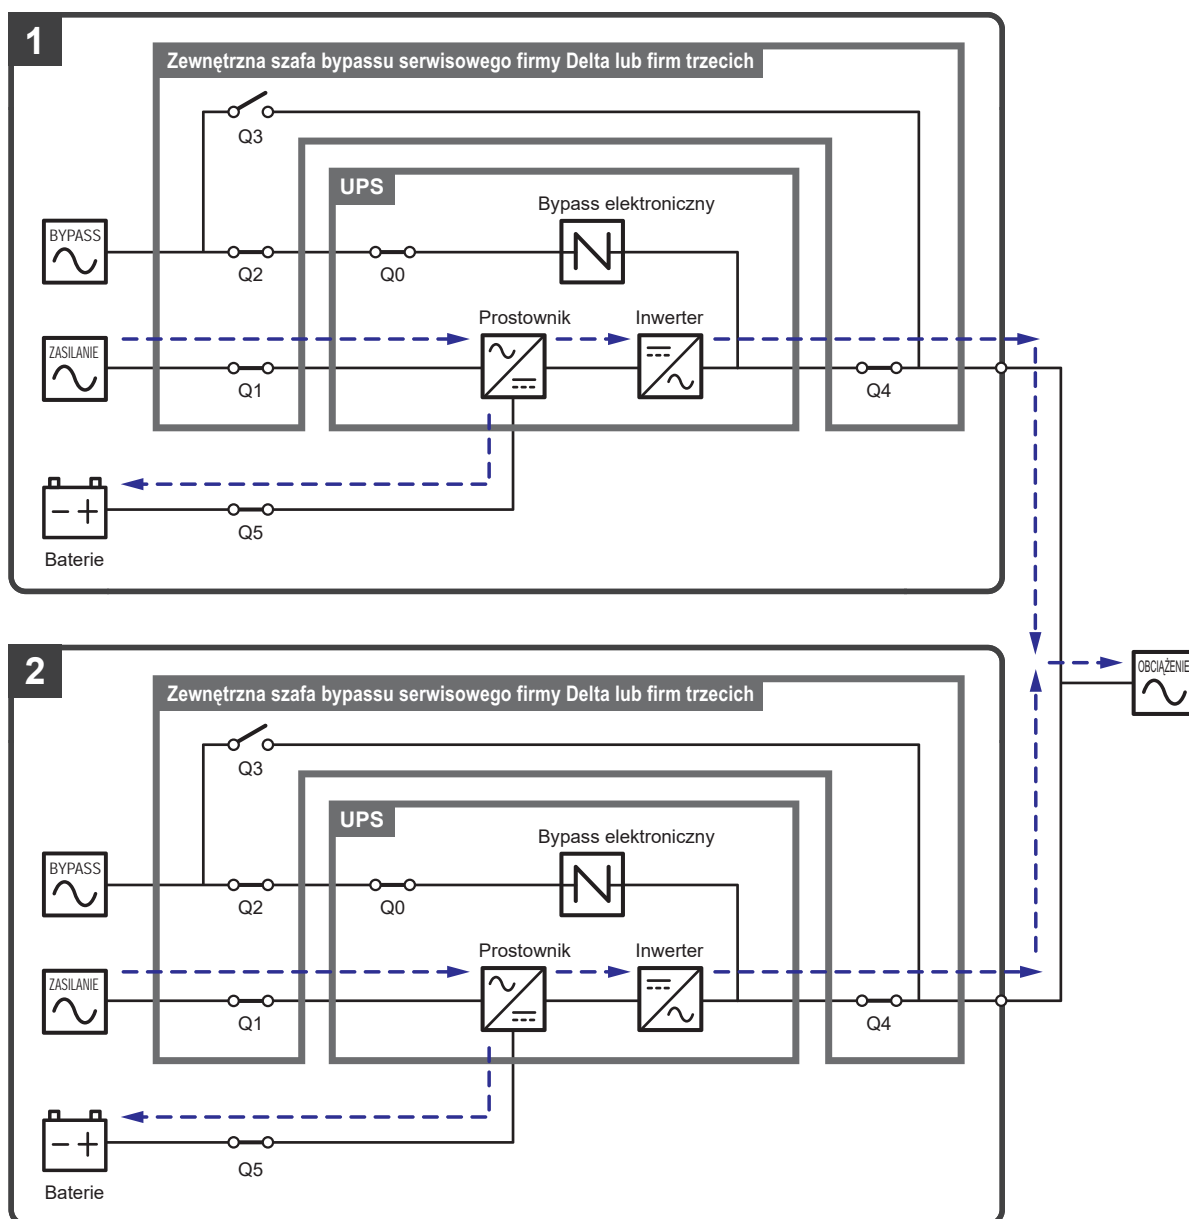 1
Zewnętrzna szafa bypassu serwisowego firmy Delta lub firm trzecich
Q3
UPS
Bypass elektroniczny
BYPASS
Q2
Q0
Prostownik
Inwerter
ZASILANIE
Q1
Q4
Q5
Baterie
2
Zewnętrzna szafa bypassu serwisowego firmy Delta lub firm trzecich
OBCIĄŻENIE
Q3
UPS
Bypass elektroniczny
BYPASS
Q2
Q0
Prostownik
Inwerter
ZASILANIE
Q1
Q4
Q5
Baterie